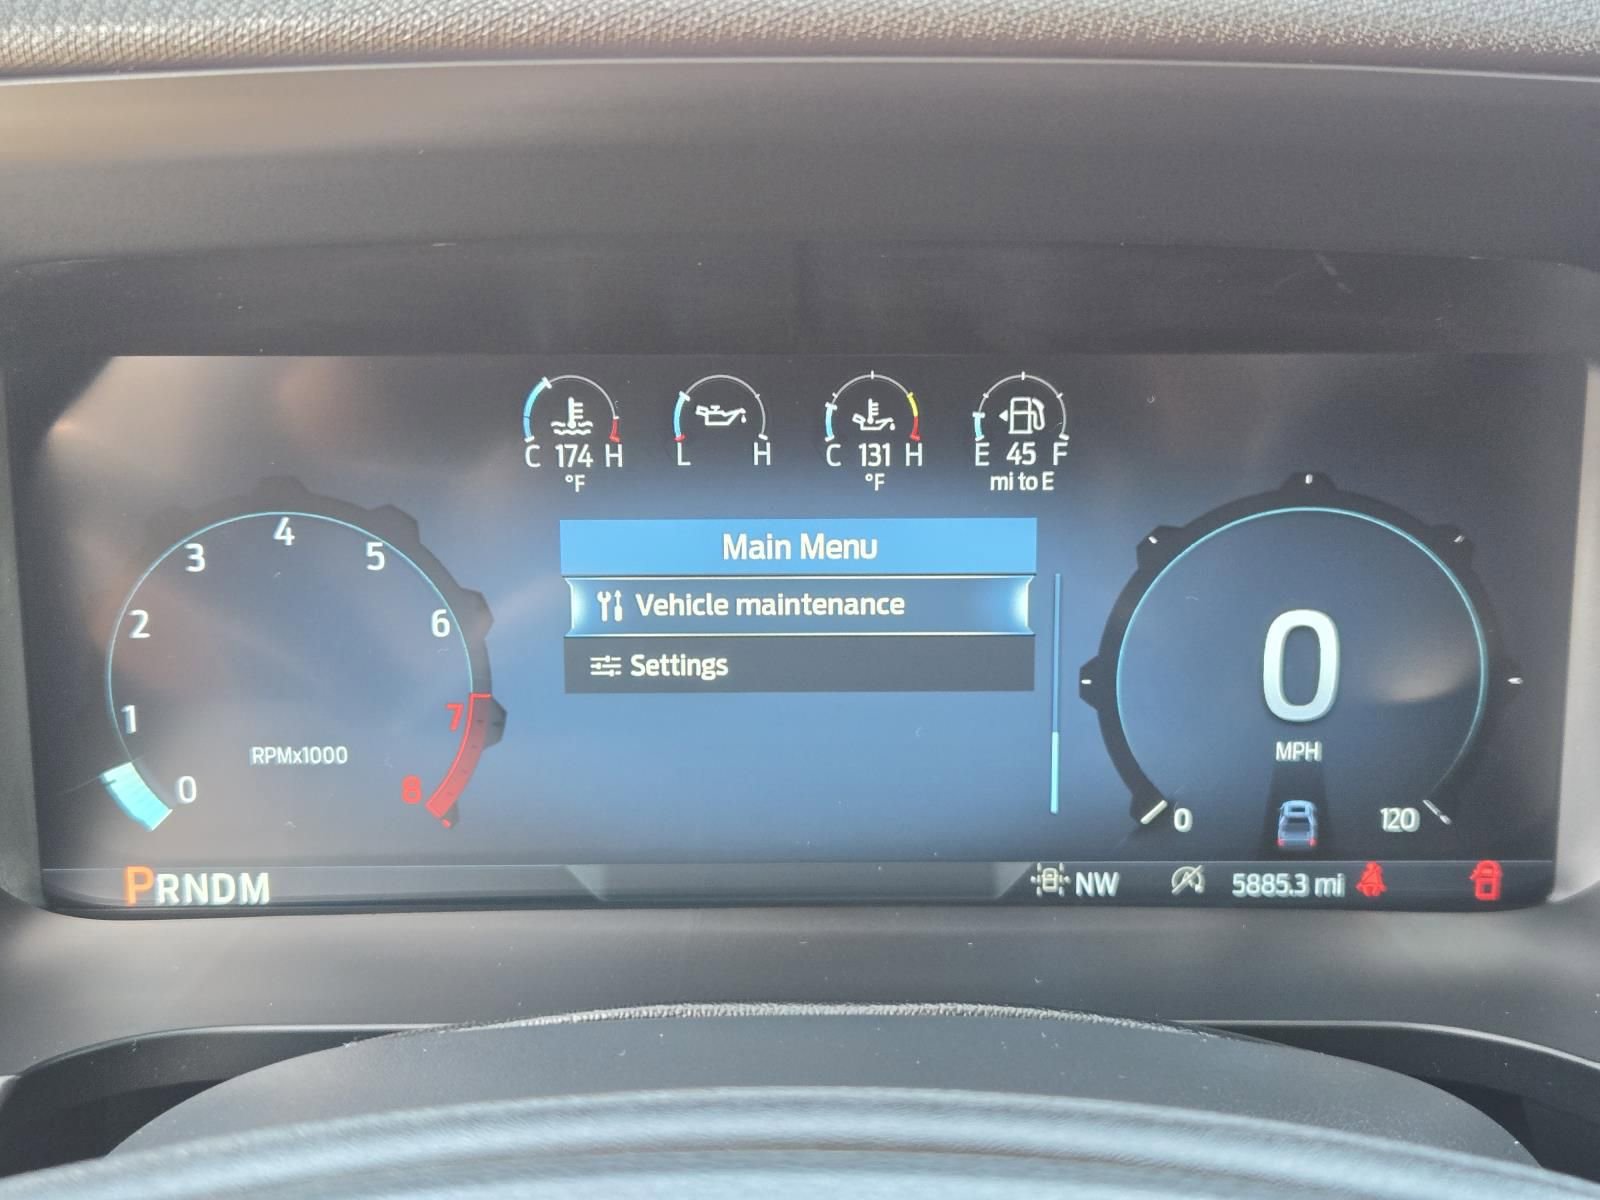 C 174 H
°F
L H
C 131 H
°F
E 45 F
mi to E
Main Menu
Vehicle maintenance
Settings
0
1
2
3
4
5
6
7
8
RPMx1000
0
MPH
0
120
PRNDM
NW
5885.3 mi